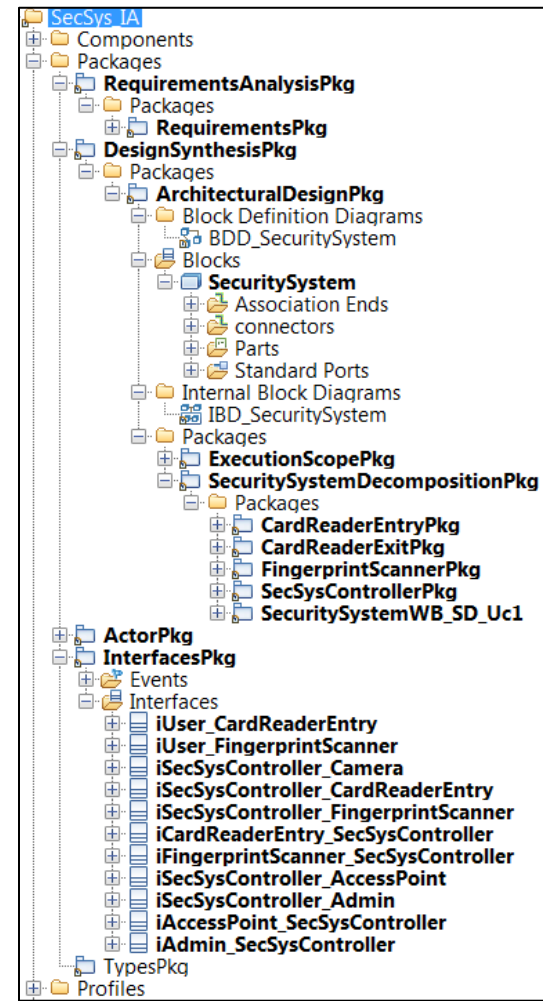 SecSys_IA
Components
Packages
RequirementsAnalysisPkg
Packages
RequirementsPkg
DesignSynthesisPkg
Packages
ArchitecturalDesignPkg
Block Definition Diagrams
BDD_SecuritySystem
Blocks
SecuritySystem
Association Ends
connectors
Parts
Standard Ports
Internal Block Diagrams
IBD_SecuritySystem
Packages
ExecutionScopePkg
SecuritySystemDecompositionPkg
Packages
CardReaderEntryPkg
CardReaderExitPkg
FingerprintScannerPkg
SecSysControllerPkg
SecuritySystemWB_SD_Uc1
ActorPkg
InterfacesPkg
Events
Interfaces
iUser_CardReaderEntry
iUser_FingerprintScanner
iSecSysController_Camera
iSecSysController_CardReaderEntry
iSecSysController_FingerprintScanner
iCardReaderEntry_SecSysController
iFingerprintScanner_SecSysController
iSecSysController_AccessPoint
iSecSysController_Admin
iAccessPoint_SecSysController
iAdmin_SecSysController
TypesPkg
Profiles